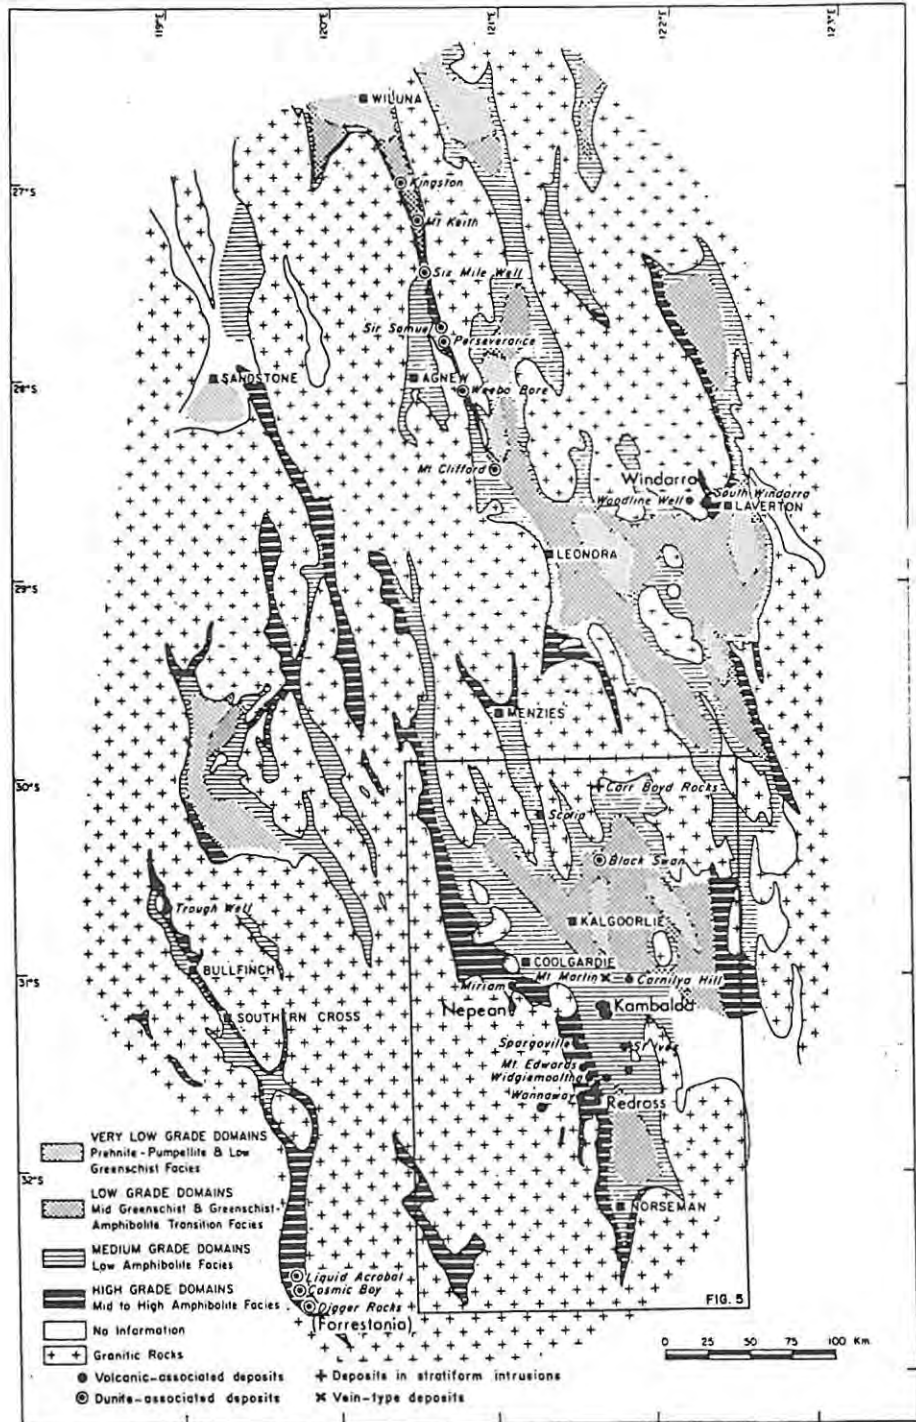 WILUNA
27°S
Kingston
Mt Keith
Six Mile Well
Sir Samuel
Perseverance
28°S
SANDSTONE
AGNEW
Weebo Bore
Mt Clifford
Windarra
South Windarra
Woodline Well
LAVERTON
LEONORA
29°S
MENZIES
30°S
Carr Boyd Rocks
Scotia
Black Swan
Trough Well
KALGOORLIE
BULLFINCH
COOLGARDIE
31°S
Mt Martin
Carnilya Hill
Miriam
Nepean
Kambalda
SOUTHERN CROSS
Spargoville
St Ives
Mt. Edwards
Widgiemooltha
Wannaway
Redross
VERY LOW GRADE DOMAINS
Prehnite-Pumpellite & Low
Greenschist Facies
32°S
LOW GRADE DOMAINS
Mid Greenschist & Greenschist-
Amphibolite Transition Facies
NORSEMAN
MEDIUM GRADE DOMAINS
Low Amphibolite Facies
HIGH GRADE DOMAINS
Mid to High Amphibolite Facies
Liquid Acrobat
Cosmic Boy
Digger Rocks
(Forrestania)
FIG. 5
No Information
Granitic Rocks
0 25 50 75 100 Km.
Volcanic-associated deposits
Deposits in stratiform intrusions
Dunite-associated deposits
Vein-type deposits